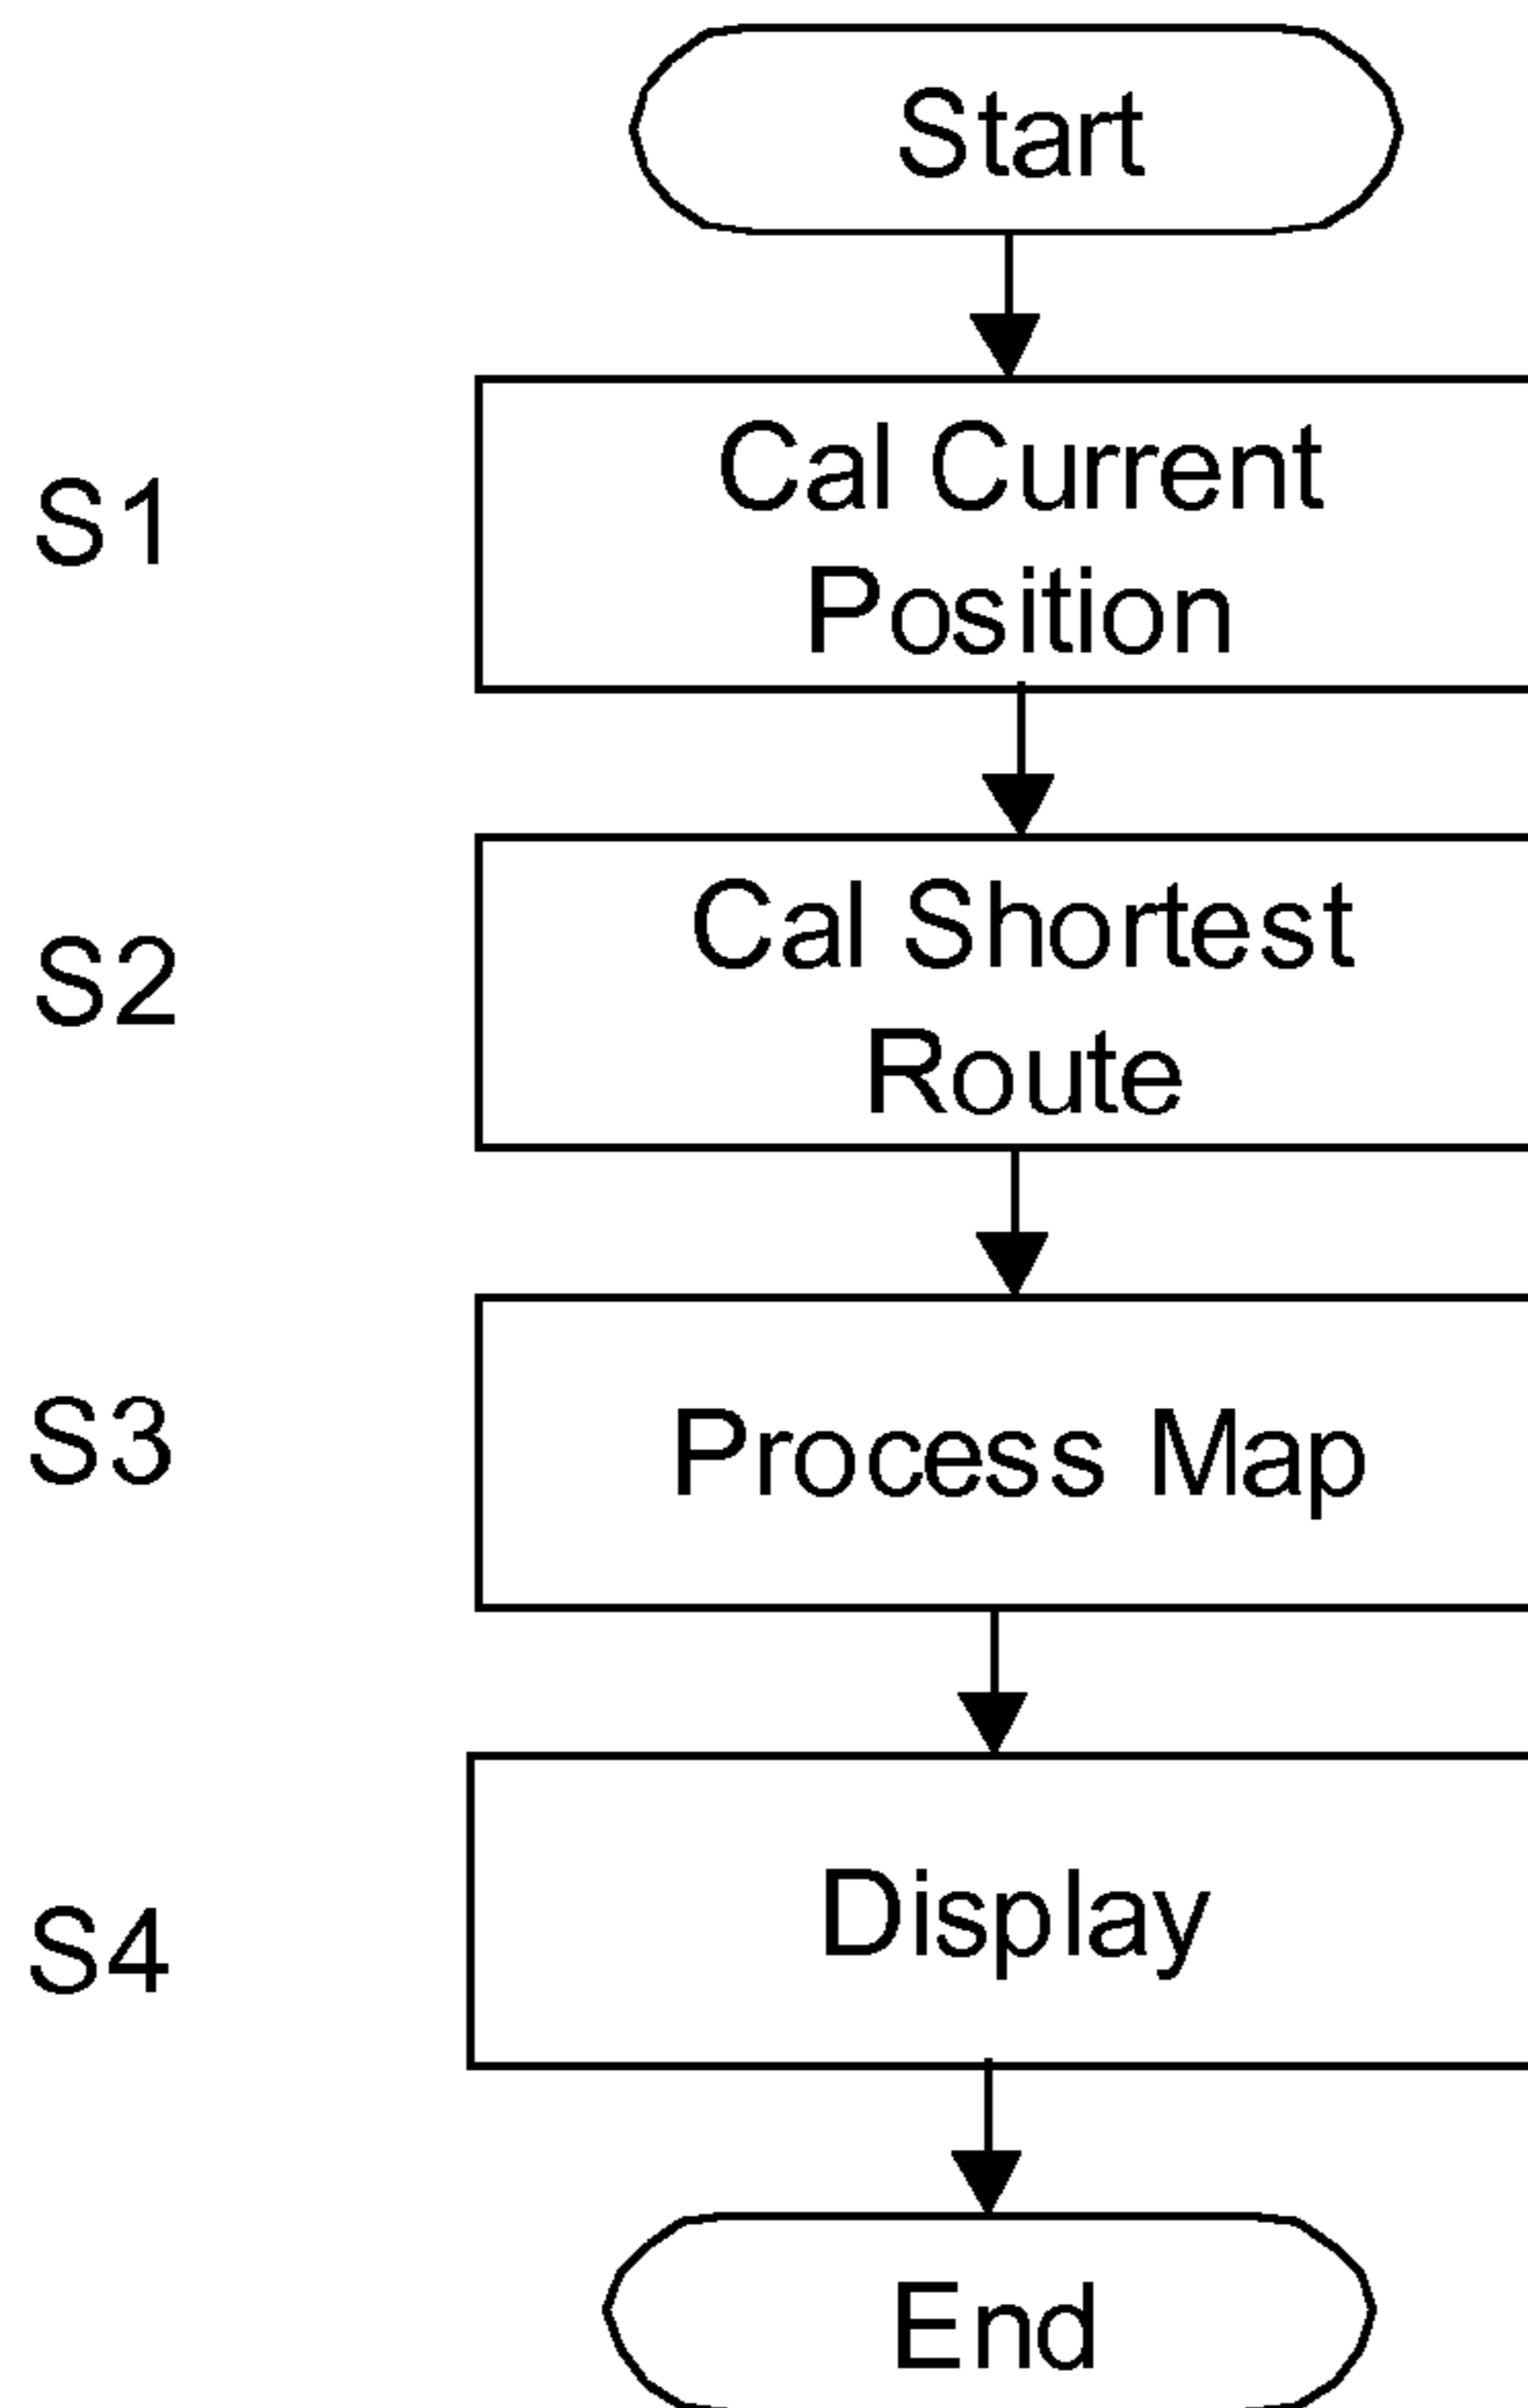 Start
S1
Cal Current
Position
S2
Cal Shortest
Route
S3
Process Map
S4
Display
End